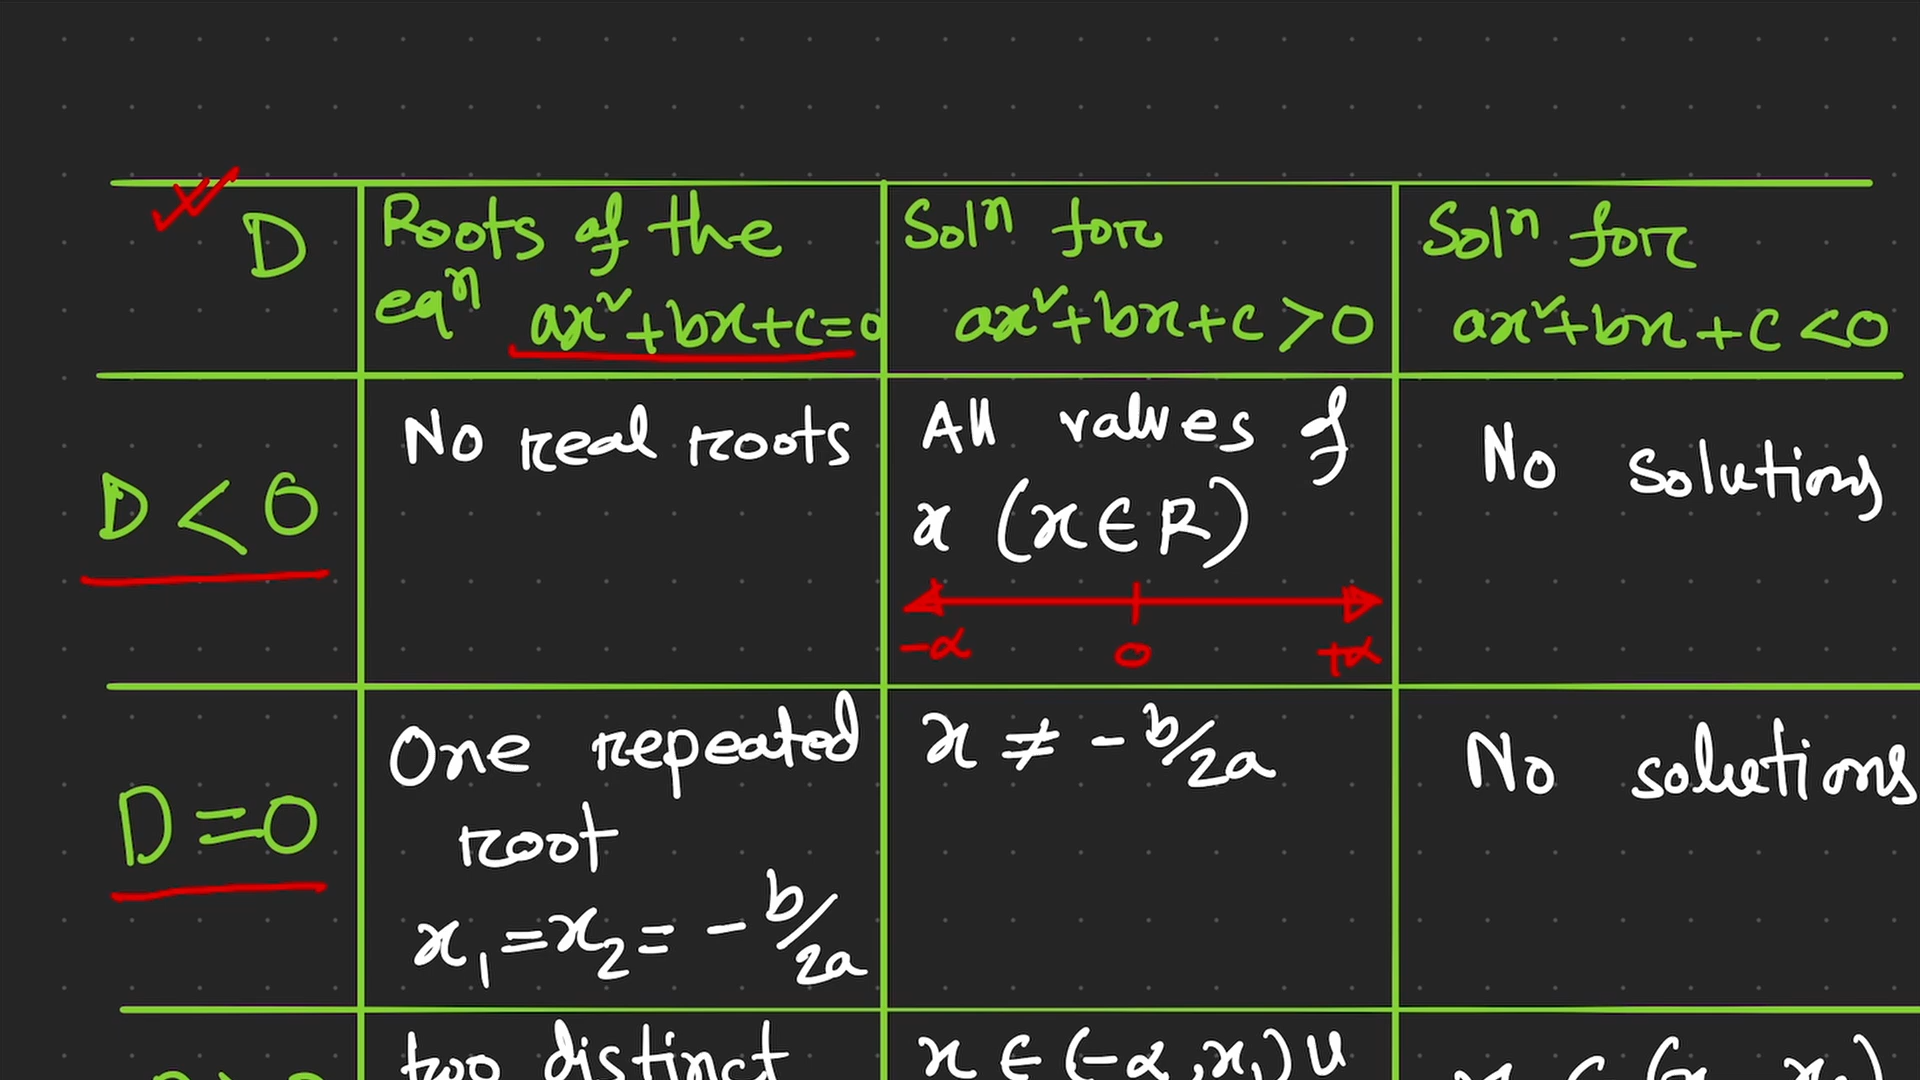 D
Roots of the
eqⁿ ax²+bx+c=0
Solⁿ for
ax²+bx+c>0
Solⁿ for
ax²+bx+c<0
D<0
No real roots
All values of
x (x∈R)
-α 0 +α
No solutions
D=0
One repeated
root
x₁=x₂=-b/2a
x≠-b/2a
No solutions
two distinct
x∈(-α,x₁)∪